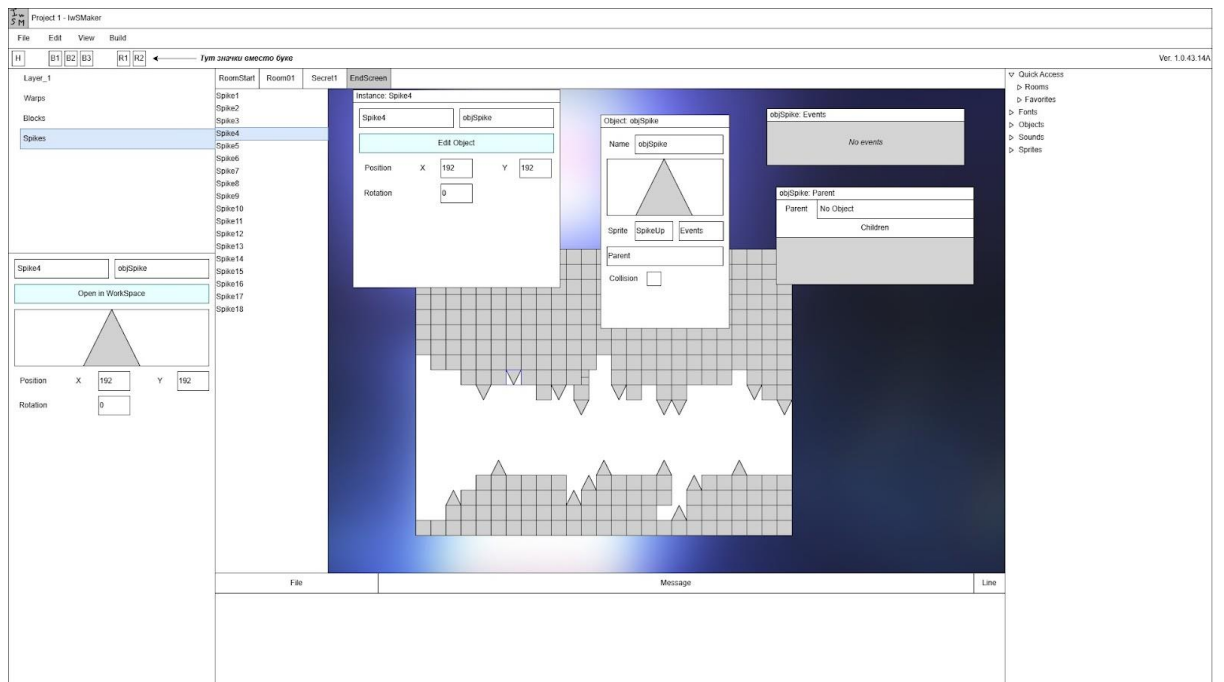 Iw
SM
Project 1 - IwSMaker
File Edit View Build
H B1 B2 B3 R1 R2 Тут значки вместо букв Ver. 1.0.43.14A
Layer_1
Warps
Blocks
Spikes
Spike4 objSpike
Open in WorkSpace
Position X 192 Y 192
Rotation 0
RoomStart Room01 Secret1 EndScreen
Spike1
Spike2
Spike3
Spike4
Spike5
Spike6
Spike7
Spike8
Spike9
Spike10
Spike11
Spike12
Spike13
Spike14
Spike15
Spike16
Spike17
Spike18
Instance: Spike4
Spike4 objSpike
Edit Object
Position X 192 Y 192
Rotation 0
Object: objSpike
Name objSpike
Sprite SpikeUp Events
Parent
Collision
objSpike: Events
No events
objSpike: Parent
Parent No Object
Children
File Message Line
Quick Access
Rooms
Favorites
Fonts
Objects
Sounds
Sprites